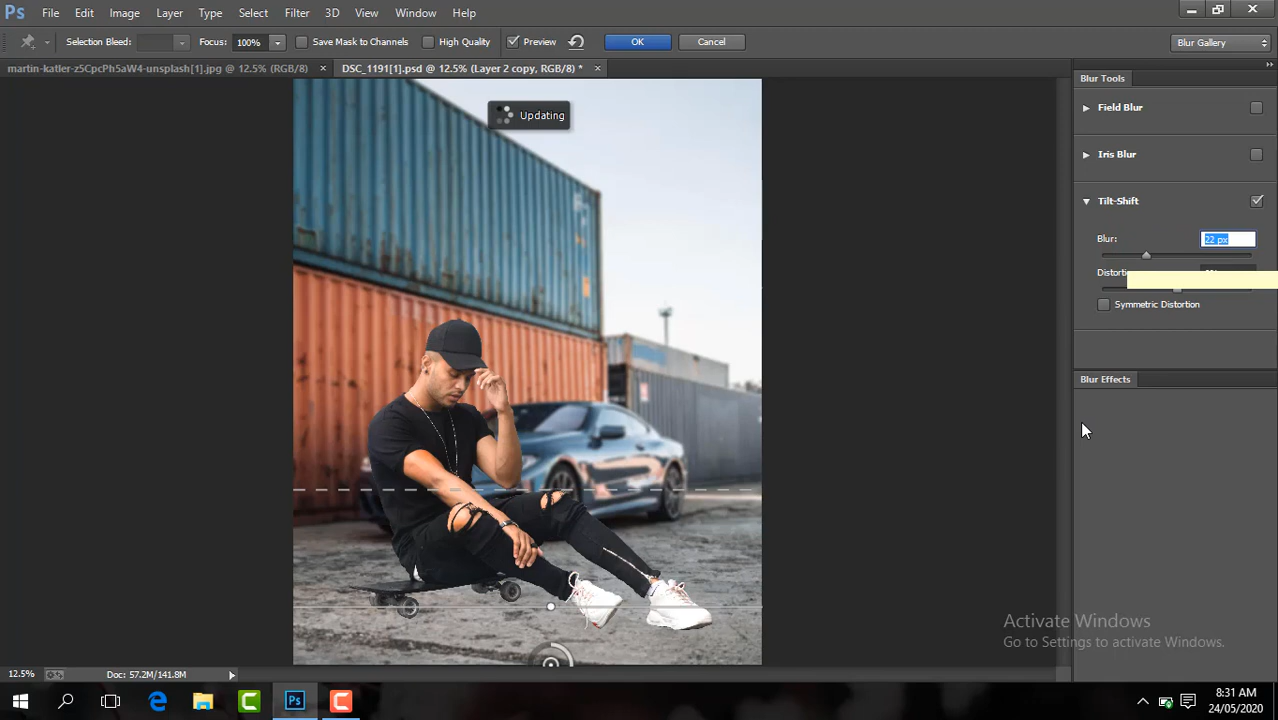 Ps File Edit Image Layer Type Select Filter 3D View Window Help
Selection Bleed: Focus: 100% Save Mask to Channels High Quality Preview OK Cancel Blur Gallery
martin-katler-z5CpcPh5aW4-unsplash[1].jpg @ 12.5% (RGB/8) × DSC_1191[1].psd @ 12.5% (Layer 2 copy, RGB/8) * ×
Blur Tools
Updating
Field Blur
Iris Blur
Tilt-Shift
Blur: 22 px
Symmetric Distortion
Blur Effects
Activate Windows
Go to Settings to activate Windows.
12.5% Doc: 57.2M/141.8M
Ps
8:31 AM
24/05/2020